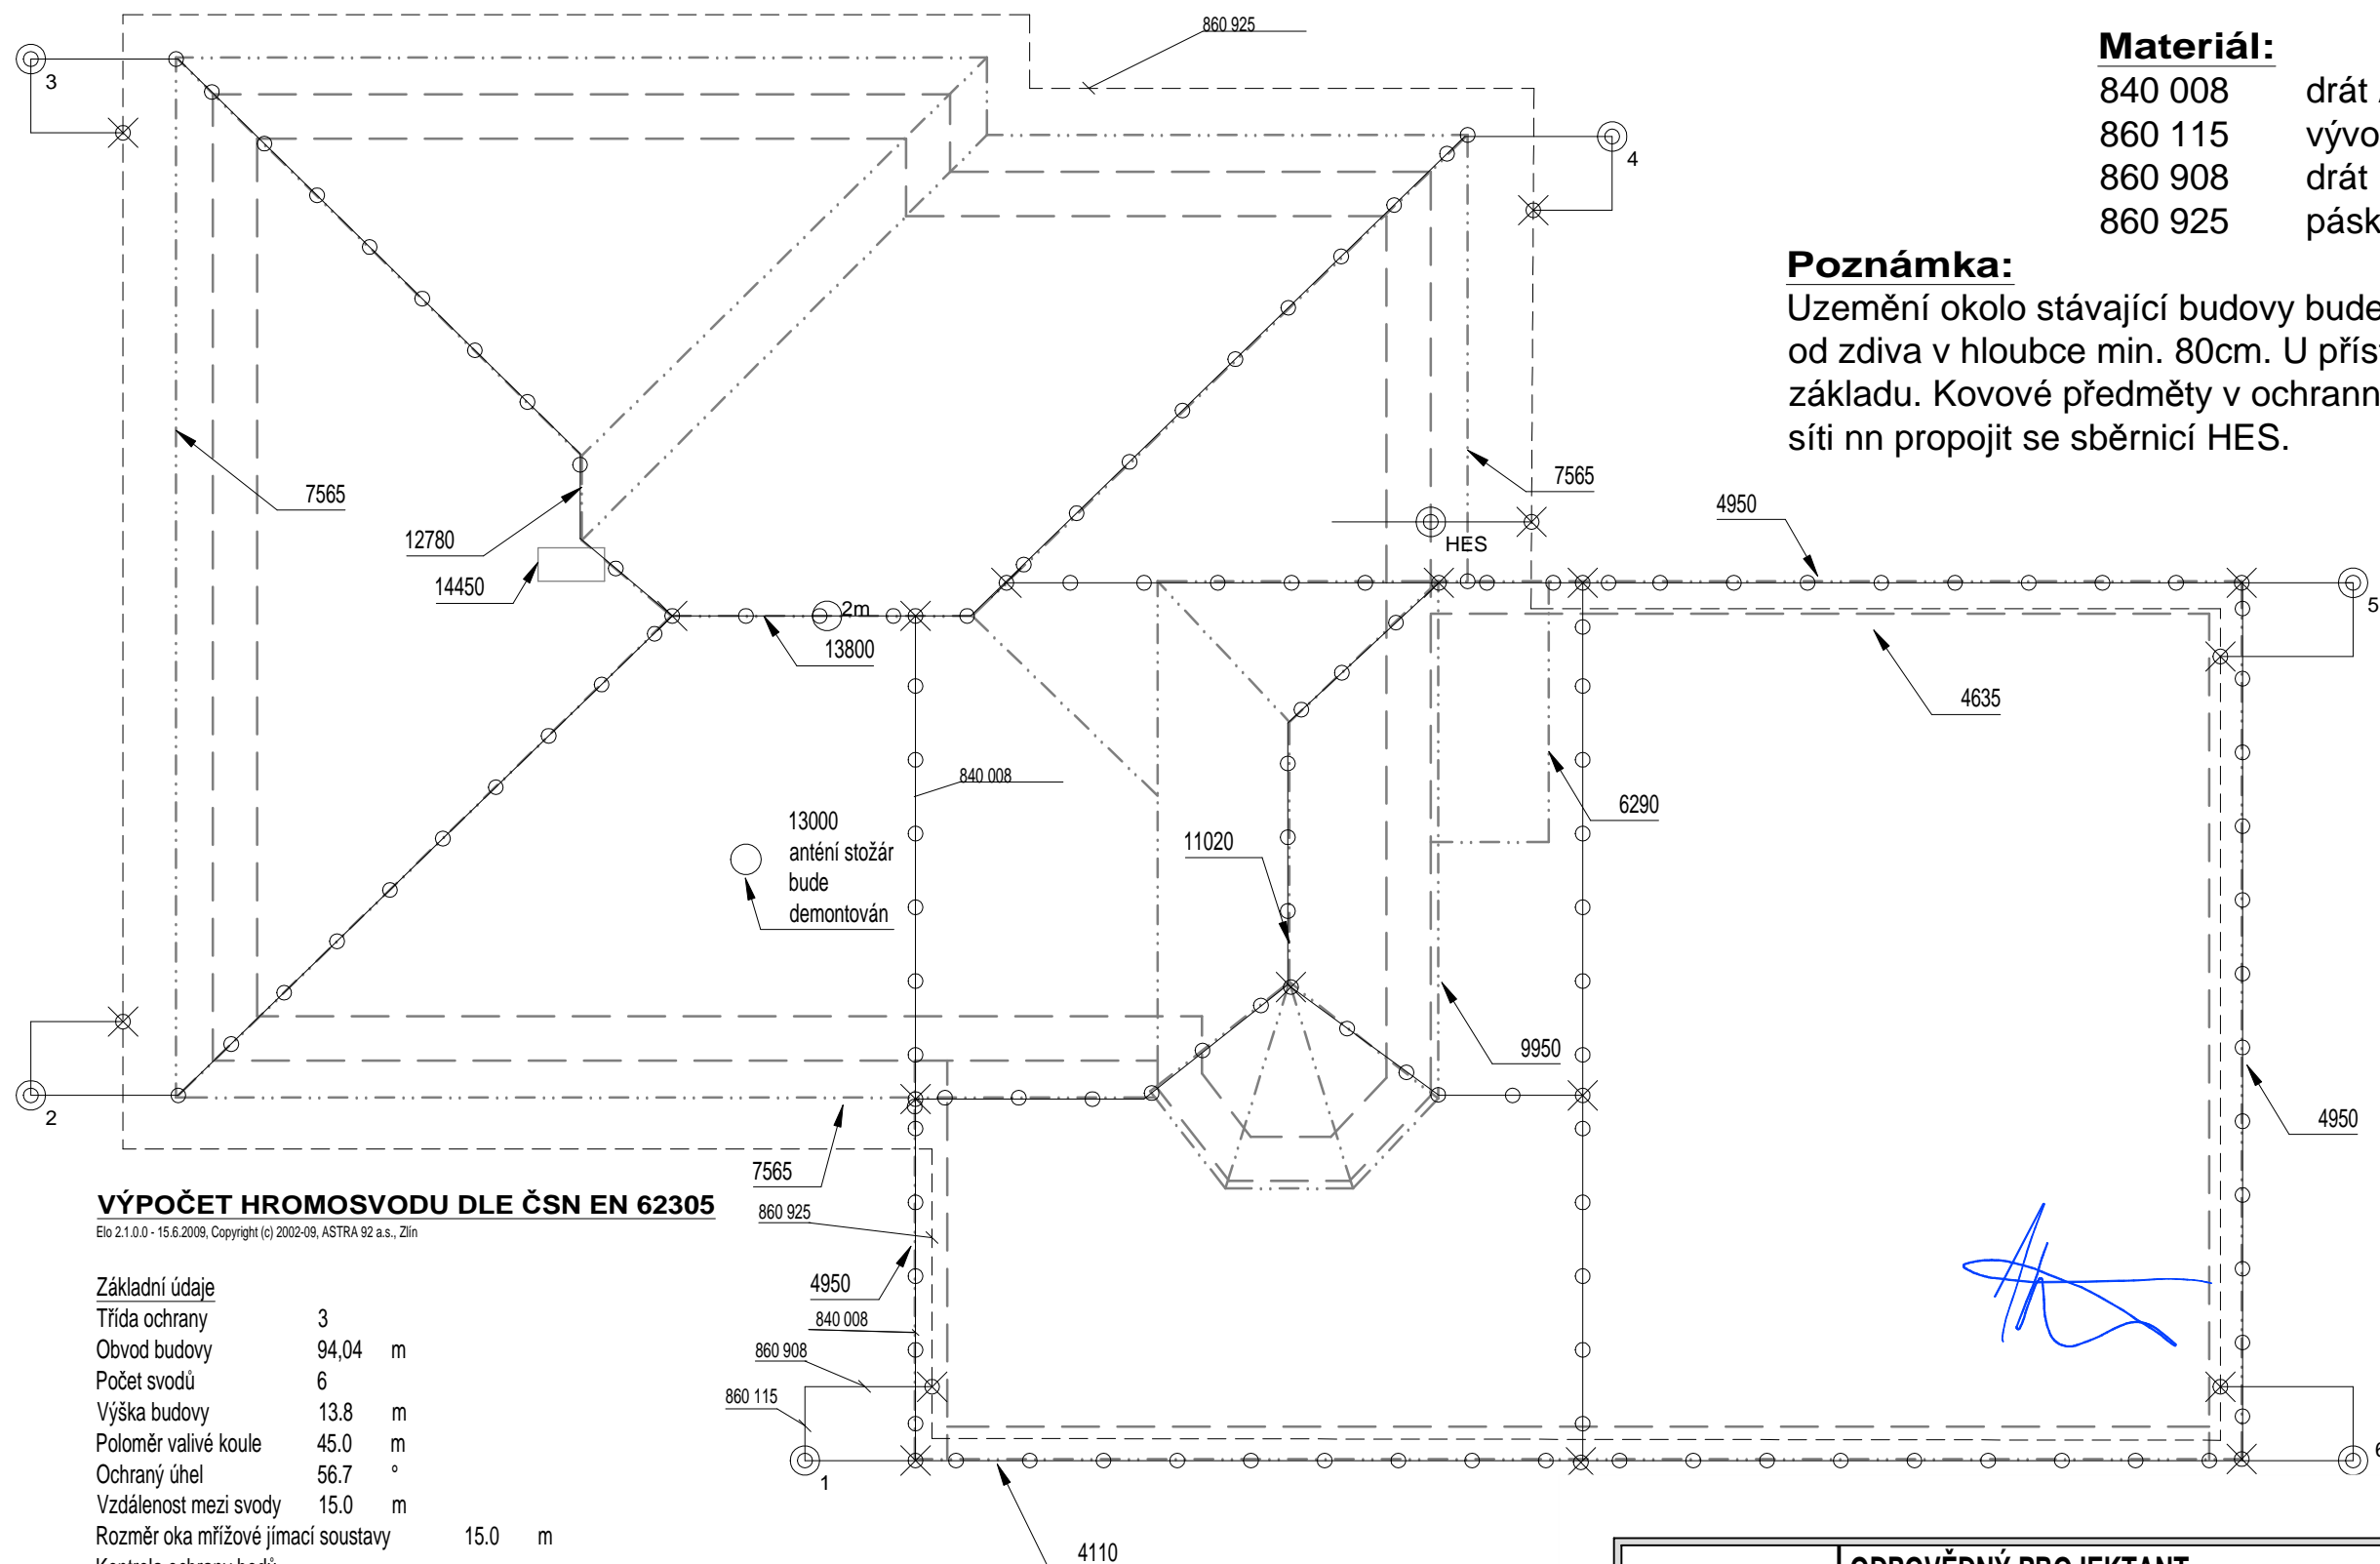 860 925
Materiál:
840 008 drát
860 115
860 908 drát
860 925
3
4
Poznámka:
Uzemění okolo stávající budovy bude
od zdiva v hloubce min. 80cm. U
základu. Kovové předměty v
síti nn propojit se sběrnicí HES.
7565
7565
12780
4950
HES
14450
5
2m
13800
4635
840 008
6290
13000
anténí stožár
bude
demontován
11020
9950
2
4950
7565
VÝPOČET HROMOSVODU DLE ČSN EN 62305
Elo 2.1.0.0 - 15.6.2009, Copyright (c) 2002-09, ASTRA 92 a.s., Zlín
860 925
4950
840 008
860 908
860 115
Základní údaje
Třída ochrany 3
Obvod budovy 94,04 m
Počet svodů 6
Výška budovy 13.8 m
Poloměr valivé koule 45.0 m
Ochraný úhel 56.7 °
Vzdálenost mezi svody 15.0 m
Rozměr oka mřížové jímací soustavy 15.0 m
1
6
4110
ODPOVĚDNÝ PROJEKTANT